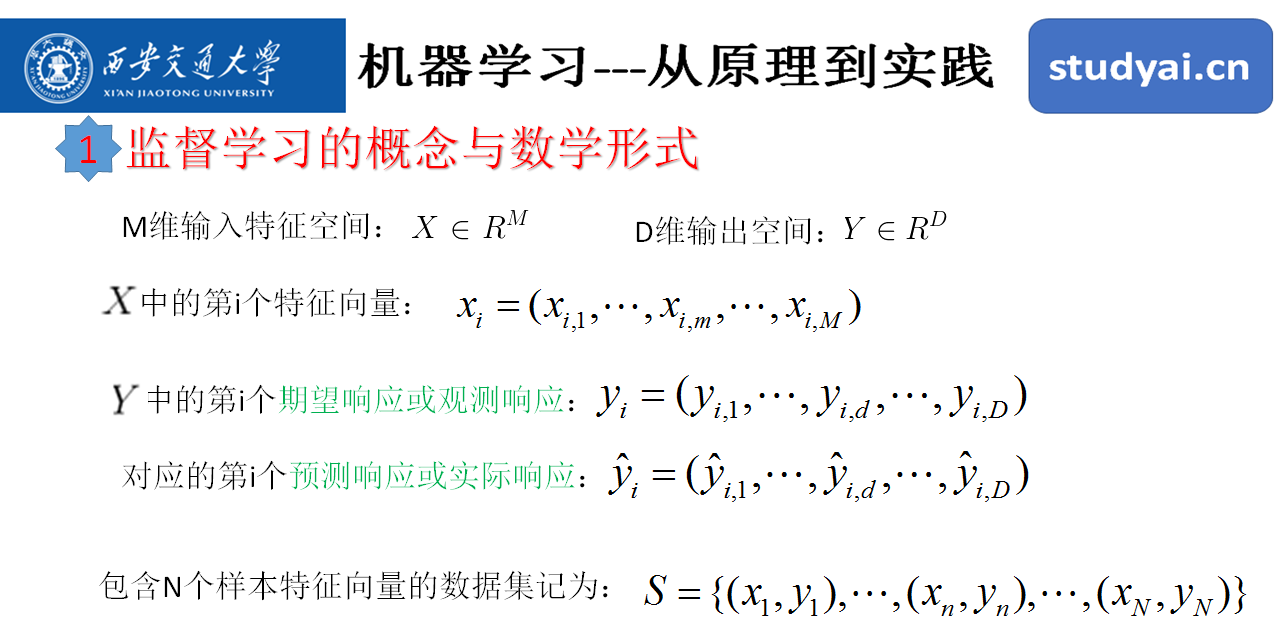 西安交通大学
XI'AN JIAOTONG UNIVERSITY
机器学习---从原理到实践
studyai.cn
1 监督学习的概念与数学形式
M维输入特征空间: X ∈ R^M D维输出空间: Y ∈ R^D
X 中的第i个特征向量: x_i = (x_{i,1},⋯,x_{i,m},⋯,x_{i,M})
Y 中的第i个期望响应或观测响应: y_i = (y_{i,1},⋯,y_{i,d},⋯,y_{i,D})
对应的第i个预测响应或实际响应: ŷ_i = (ŷ_{i,1},⋯,ŷ_{i,d},⋯,ŷ_{i,D})
包含N个样本特征向量的数据集记为: S = {(x_1,y_1),⋯,(x_n,y_n),⋯,(x_N,y_N)}